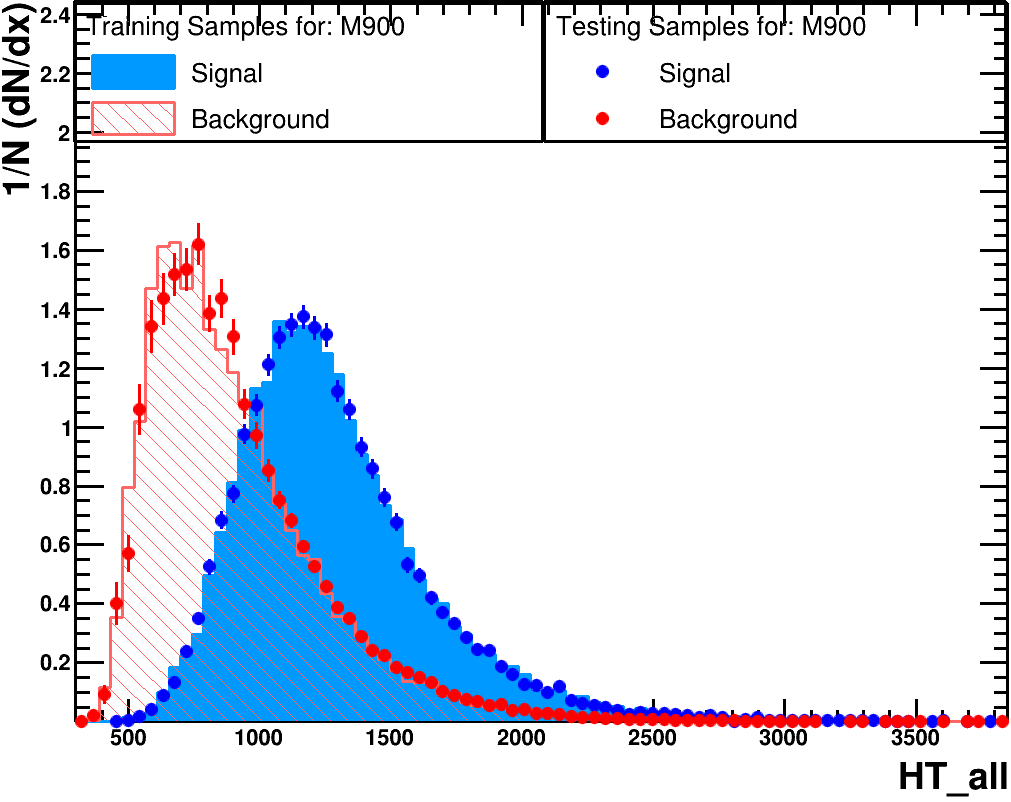 Training Samples for: M900
Signal
Background
Testing Samples for: M900
Signal
Background
1/N (dN/dx)
2.4
2.2
2
1.8
1.6
1.4
1.2
1
0.8
0.6
0.4
0.2
500 1000 1500 2000 2500 3000 3500
HT_all